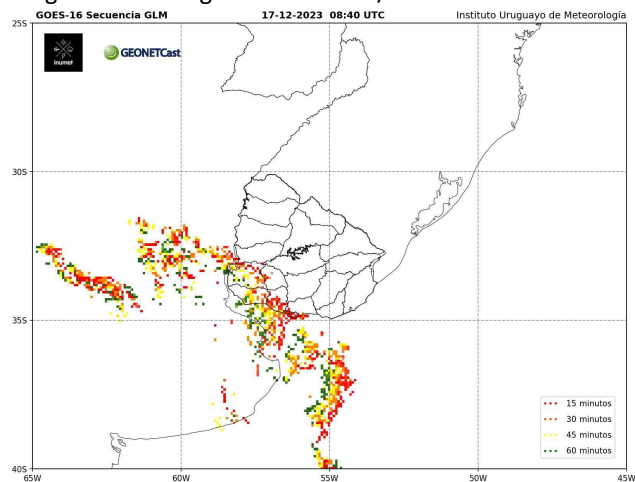 GOES-16 Secuencia GLM 17-12-2023 08:40 UTC Instituto Uruguayo de Meteorología
25S
inumet
GEONETCast
30S
35S
15 minutos
30 minutos
45 minutos
60 minutos
40S
65W 60W 55W 50W 45W